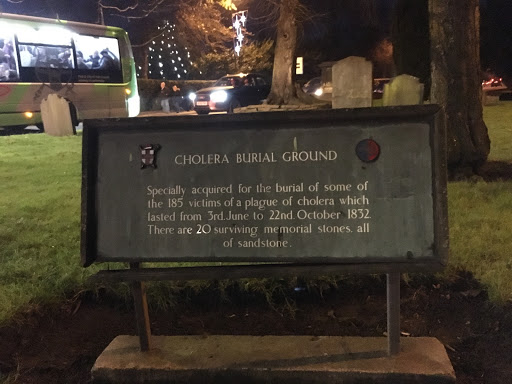 CHOLERA BURIAL GROUND
Specially acquired for the burial of some of
the 185 victims of a plague of cholera which
lasted from 3rd. June to 22nd. October 1832.
There are 20 surviving memorial stones, all
of sandstone.